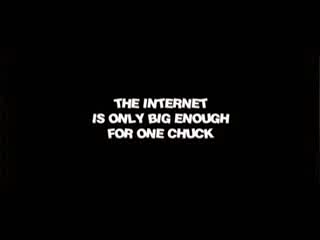 THE INTERNET
IS ONLY BIG ENOUGH
FOR ONE CHUCK